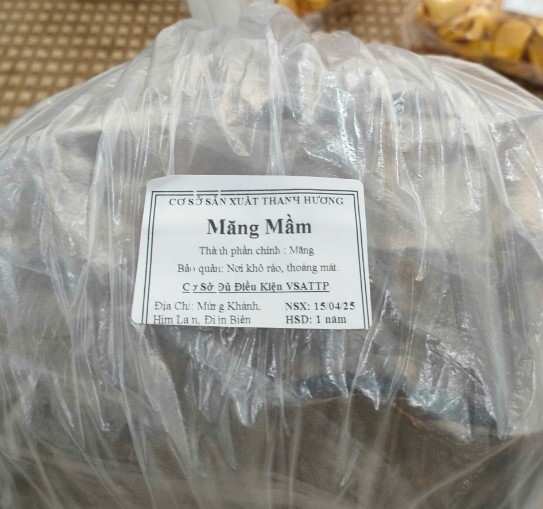 CƠ SỞ SẢN XUẤT THANH HƯƠNG
Măng Mầm
Thành phần chính : Măng
Bảo quản: Nơi khô ráo, thoáng mát.
Cơ Sở Đủ Điều Kiện VSATTP
Địa Chỉ: Mừng Khánh, NSX: 15/04/25
Him Lam, Điện Biên HSD: 1 năm